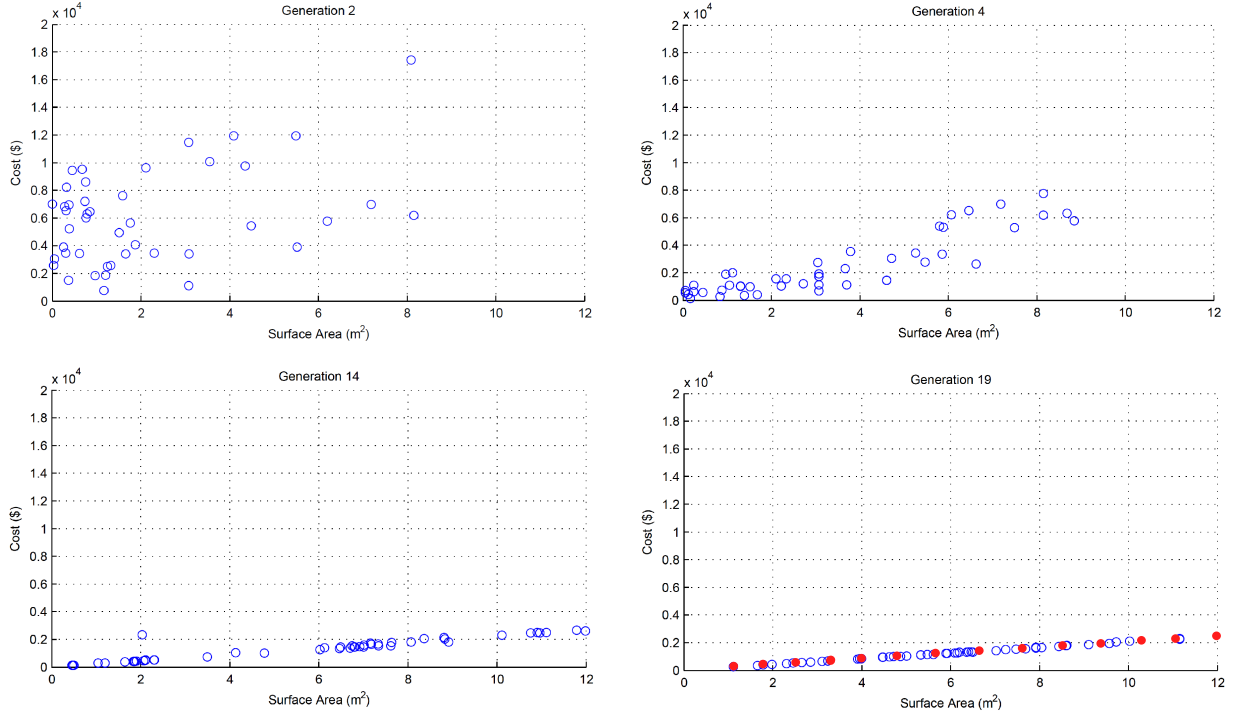 Generation 2
x 10^4
2
1.8
1.6
1.4
1.2
1
0.8
0.6
0.4
0.2
0
Cost ($)
0 2 4 6 8 10 12
Surface Area (m²)
Generation 4
x 10^4
2
1.8
1.6
1.4
1.2
1
0.8
0.6
0.4
0.2
0
Cost ($)
0 2 4 6 8 10 12
Surface Area (m²)
Generation 14
x 10^4
2
1.8
1.6
1.4
1.2
1
0.8
0.6
0.4
0.2
0
Cost ($)
0 2 4 6 8 10 12
Surface Area (m²)
Generation 19
x 10^4
2
1.8
1.6
1.4
1.2
1
0.8
0.6
0.4
0.2
0
Cost ($)
0 2 4 6 8 10 12
Surface Area (m²)